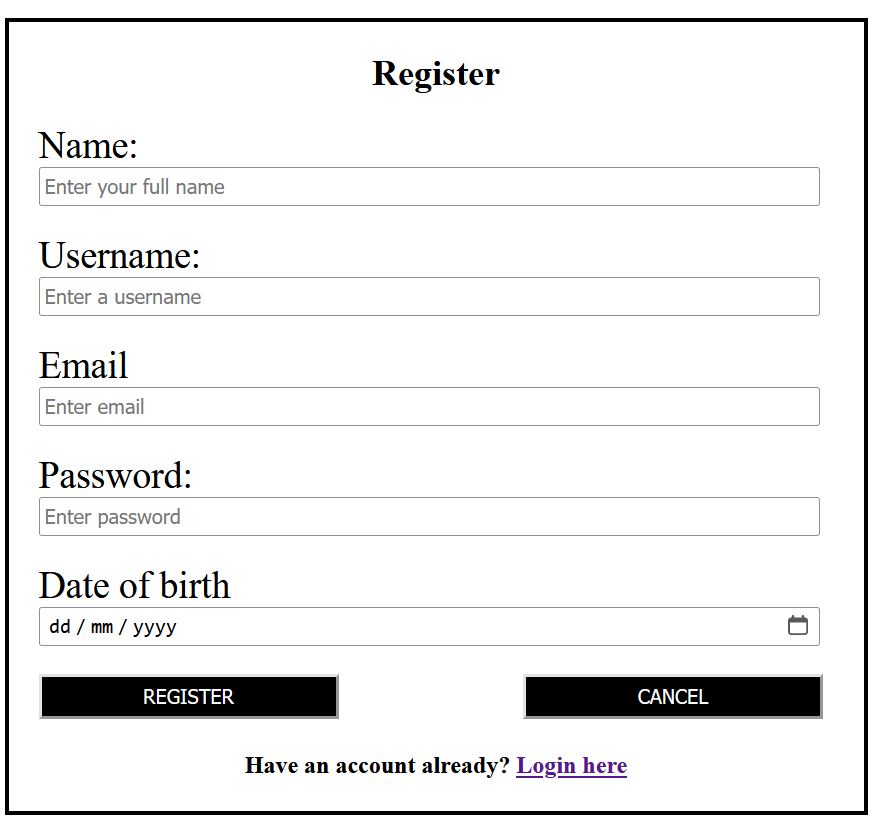 Register
Name:
Enter your full name
Username:
Enter a username
Email
Enter email
Password:
Enter password
Date of birth
dd / mm / yyyy
REGISTER CANCEL
Have an account already? Login here